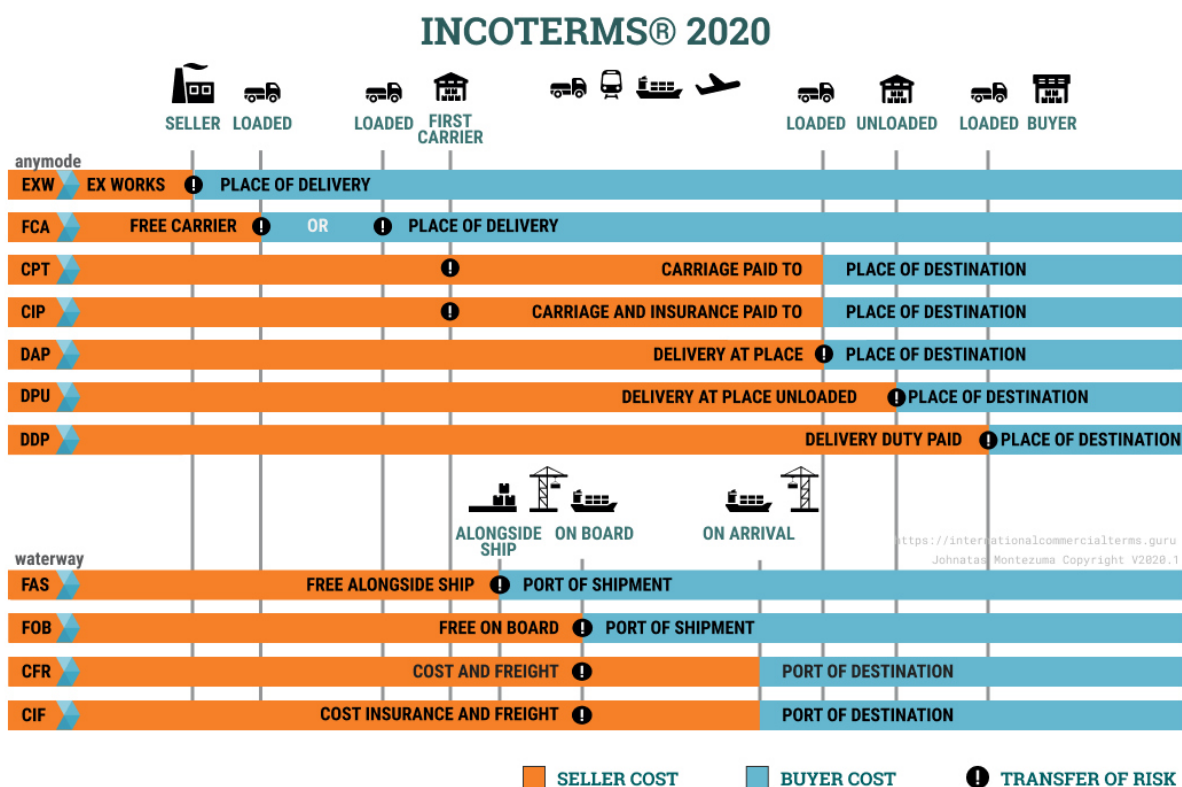 INCOTERMS® 2020
SELLER LOADED LOADED FIRST CARRIER LOADED UNLOADED LOADED BUYER
anymode
EXW EX WORKS ! PLACE OF DELIVERY
FCA FREE CARRIER ! OR ! PLACE OF DELIVERY
CPT ! CARRIAGE PAID TO PLACE OF DESTINATION
CIP ! CARRIAGE AND INSURANCE PAID TO PLACE OF DESTINATION
DAP DELIVERY AT PLACE ! PLACE OF DESTINATION
DPU DELIVERY AT PLACE UNLOADED ! PLACE OF DESTINATION
DDP DELIVERY DUTY PAID ! PLACE OF DESTINATION
ALONGSIDE SHIP ON BOARD ON ARRIVAL
https://internationalcommercialterms.guru
Johnatas Montezuma Copyright V2020.1
waterway
FAS FREE ALONGSIDE SHIP ! PORT OF SHIPMENT
FOB FREE ON BOARD ! PORT OF SHIPMENT
CFR COST AND FREIGHT ! PORT OF DESTINATION
CIF COST INSURANCE AND FREIGHT ! PORT OF DESTINATION
SELLER COST BUYER COST ! TRANSFER OF RISK